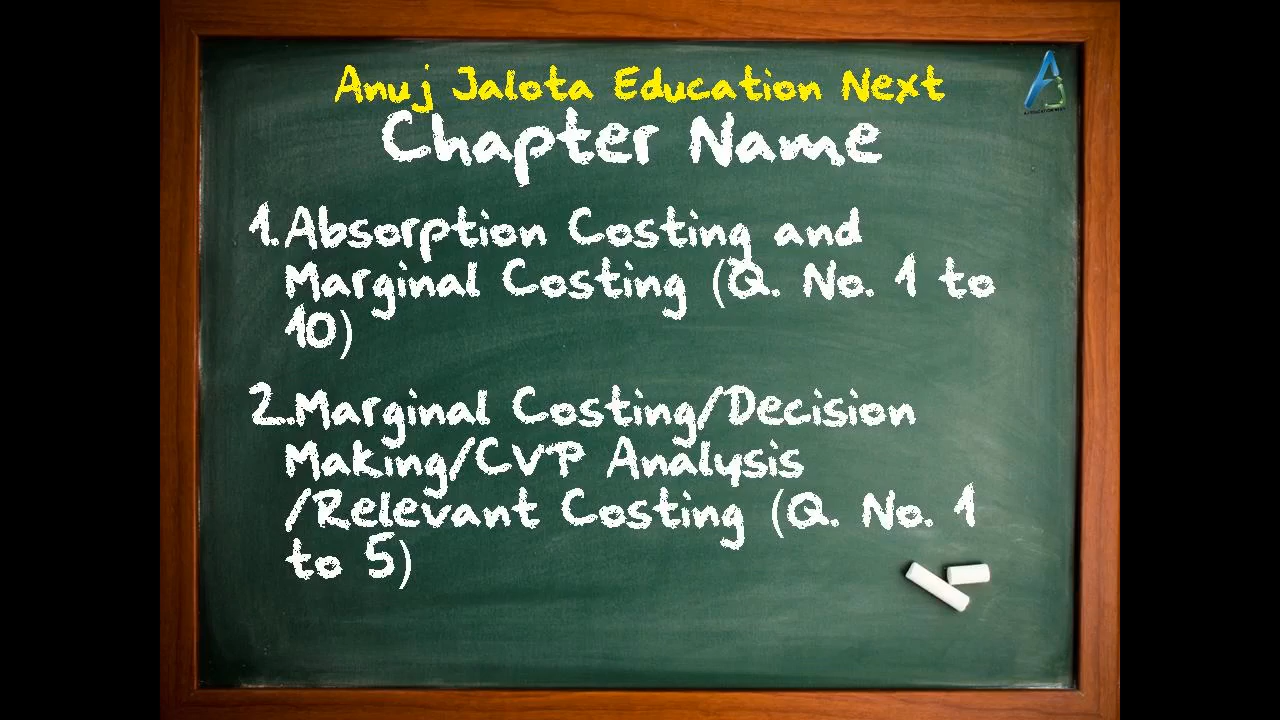 Anuj Jalota Education Next
Chapter Name
1.Absorption Costing and
Marginal Costing (Q. No. 1 to
10)
2.Marginal Costing/Decision
Making/CVP Analysis
/Relevant Costing (Q. No. 1
to 5)